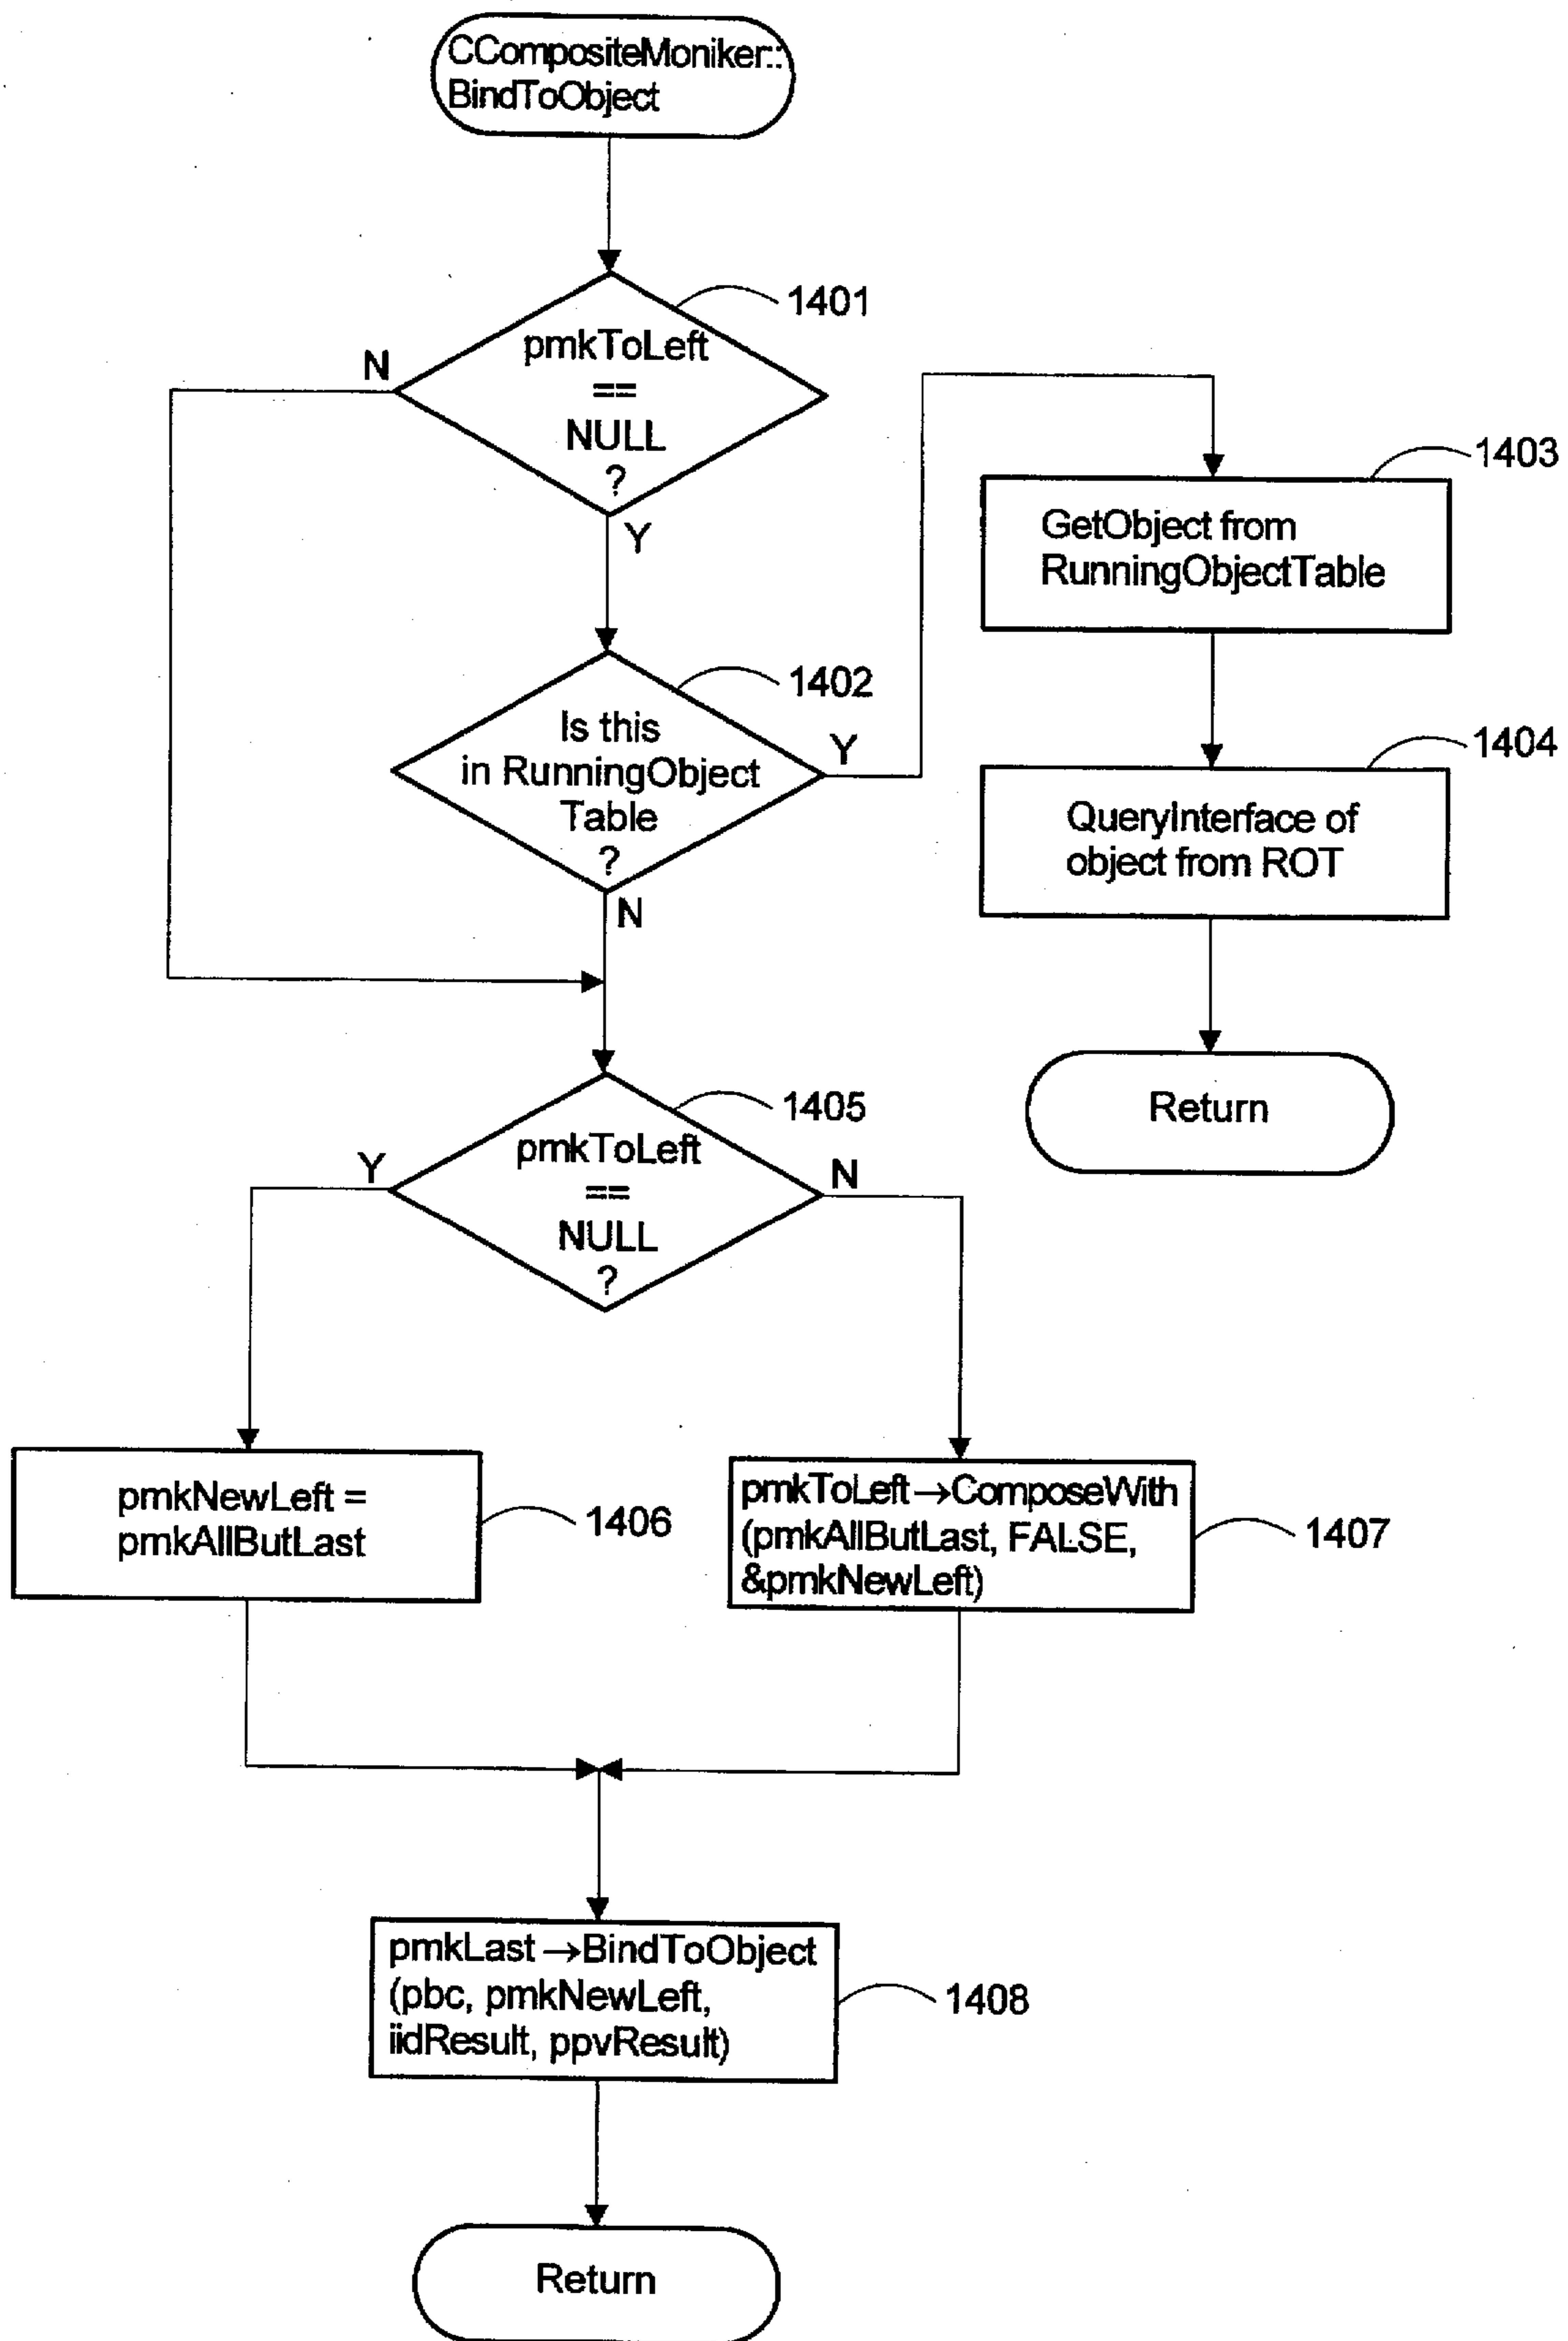 CCompositeMoniker::
BindToObject
1401
pmkToLeft
==
NULL
?
N
Y
1402
Is this
in RunningObject
Table
?
Y
N
1403
GetObject from
RunningObjectTable
1404
QueryInterface of
object from ROT
Return
1405
pmkToLeft
==
NULL
?
Y
N
pmkNewLeft =
pmkAllButLast
1406
pmkToLeft→ComposeWith
(pmkAllButLast, FALSE,
&pmkNewLeft)
1407
pmkLast→BindToObject
(pbc, pmkNewLeft,
iidResult, ppvResult)
1408
Return